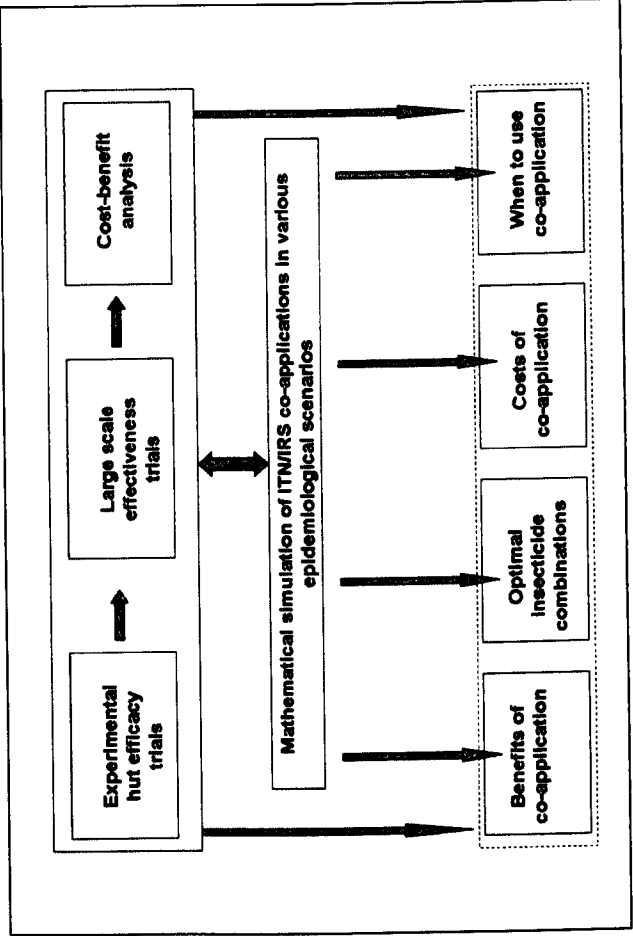 Experimental
hut efficacy
trials
Large scale
effectiveness
trials
Cost-benefit
analysis
Mathematical simulation of ITN/IRS co-applications in various
epidemiological scenarios
Benefits of
co-application
Optimal
insecticide
combinations
Costs of
co-application
When to use
co-application